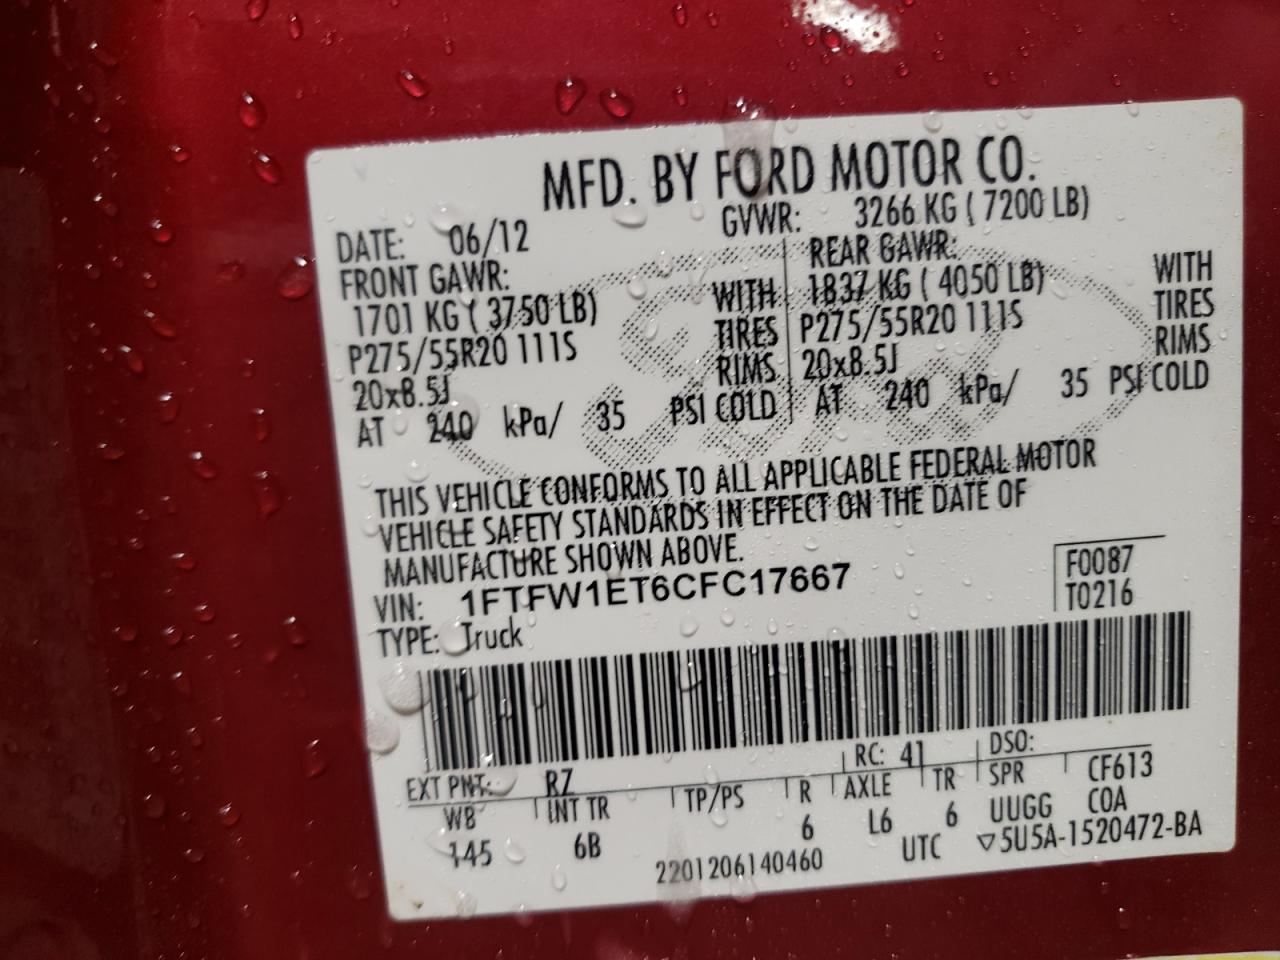 MFD. BY FORD MOTOR CO.
DATE: 06/12 GVWR: 3266 KG ( 7200 LB)
FRONT GAWR: REAR GAWR:
1701 KG ( 3750 LB) WITH 1837 KG ( 4050 LB) WITH
P275/55R20 111S TIRES P275/55R20 111S TIRES
20x8.5J RIMS 20x8.5J RIMS
AT 240 kPa/ 35 PSI COLD AT 240 kPa/ 35 PSI COLD
THIS VEHICLE CONFORMS TO ALL APPLICABLE FEDERAL MOTOR
VEHICLE SAFETY STANDARDS IN EFFECT ON THE DATE OF
MANUFACTURE SHOWN ABOVE.
VIN: 1FTFW1ET6CFC17667 F0087
TYPE: Truck T0216
EXT PNT: RZ RC: 41 DSO:
WB INT TR TP/PS R AXLE TR SPR CF613
145 6B 6 L6 6 UUGG COA
2201206140460 UTC ▽5U5A-1520472-BA